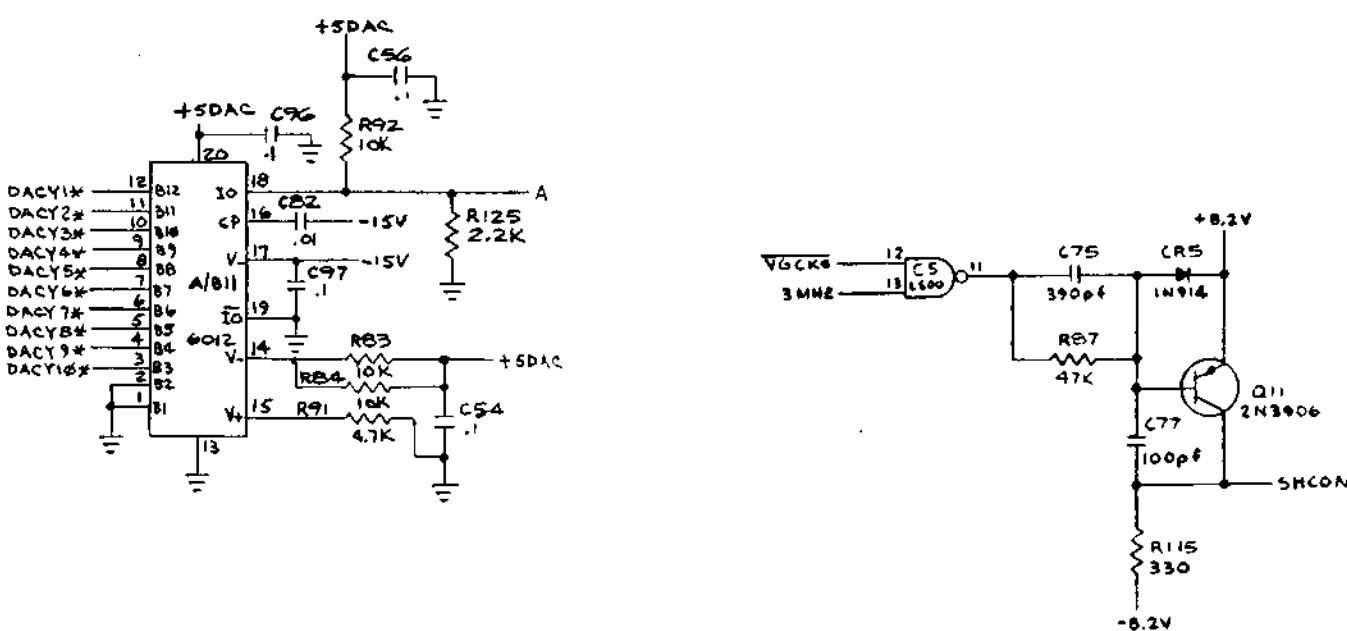 +5DAC
C56
.1
+5DAC
C96
.1
R92
10K
20
DACY1*
12
B12
IO
18
A
DACY2*
11
B11
C82
DACY3*
10
B10
CP
16
-15V
.01
R125
2.2K
DACY4*
9
B9
17
DACY5*
8
B8
V-
-15V
DACY6*
7
B7
A/B11
C97
.1
DACY7*
6
B6
19
DACY8*
5
B5
I̅O̅
DACY9*
4
B4
6012
14
R83
DACY10*
3
B3
V-
10K
+5DAC
2
B2
R84
10K
1
B1
V+
15
R91
4.7K
C54
.1
13
+8.2V
V̅G̅C̅K̅6̅
12
C5
LS00
11
C75
390pf
CR5
1N914
3MHZ
13
R87
47K
Q11
2N3906
C77
100pf
SHCON
R115
330
-8.2V